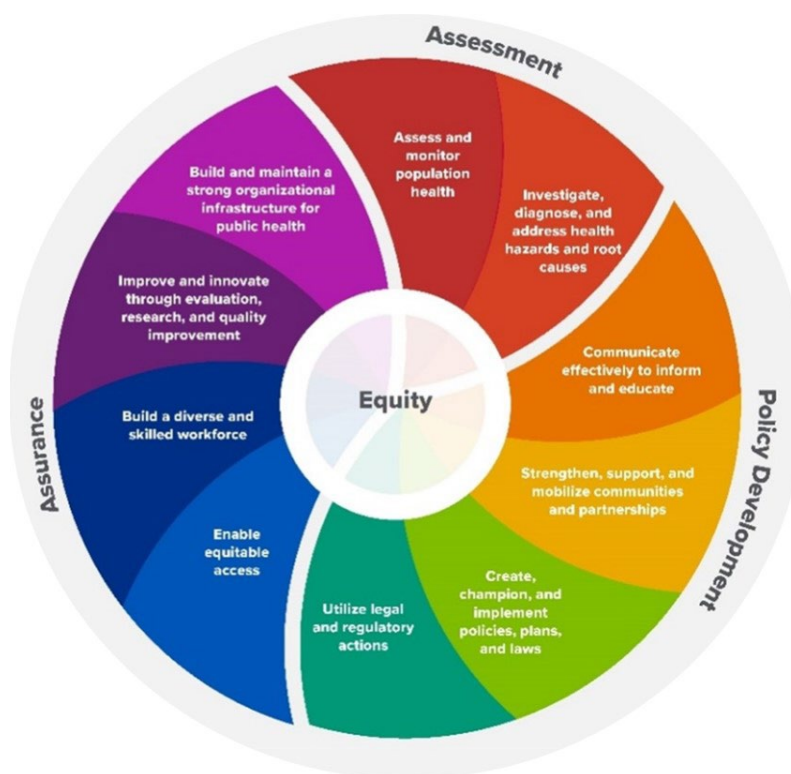 Assessment
Assess and
monitor
population
health
Investigate,
diagnose, and
address health
hazards and root
causes
Policy Development
Communicate
effectively to inform
and educate
Strengthen, support, and
mobilize communities
and partnerships
Create,
champion, and
implement
policies, plans,
and laws
Utilize legal
and regulatory
actions
Assurance
Enable
equitable
access
Build a diverse and
skilled workforce
Improve and innovate
through evaluation,
research, and quality
improvement
Build and maintain a
strong organizational
infrastructure for
public health
Equity